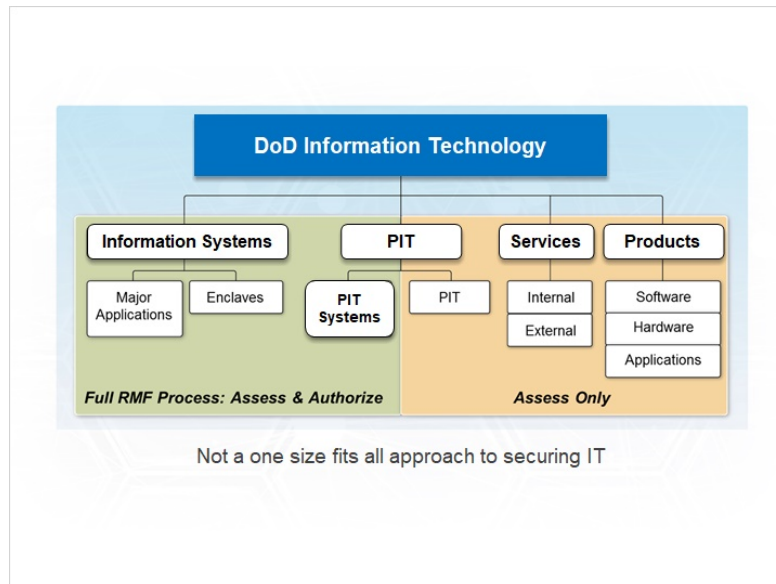 DoD Information Technology
Information Systems
PIT
Services
Products
Major
Applications
Enclaves
PIT
Systems
PIT
Internal
External
Software
Hardware
Applications
Full RMF Process: Assess & Authorize
Assess Only
Not a one size fits all approach to securing IT